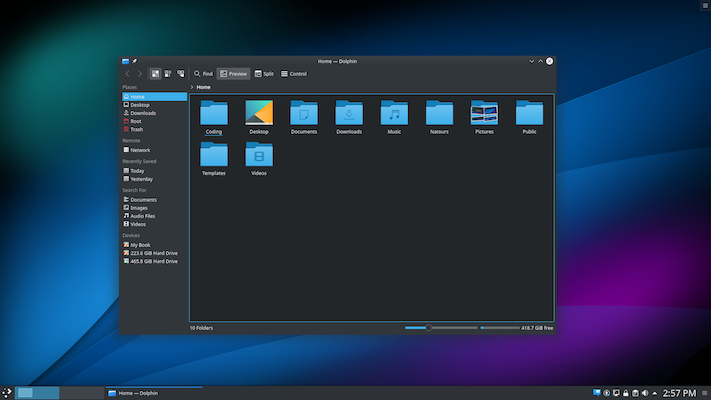 Home — Dolphin
Find
Preview
Split
Control
Places
Home
Desktop
Downloads
Root
Trash
Remote
Network
Recently Saved
Today
Yesterday
Search For
Documents
Images
Audio Files
Videos
Devices
My Book
223.6 GiB Hard Drive
465.8 GiB Hard Drive
> Home
Coding
Desktop
Documents
Downloads
Music
Natours
Pictures
Public
Templates
Videos
10 Folders
418.7 GiB free
Home — Dolphin
2:57 PM